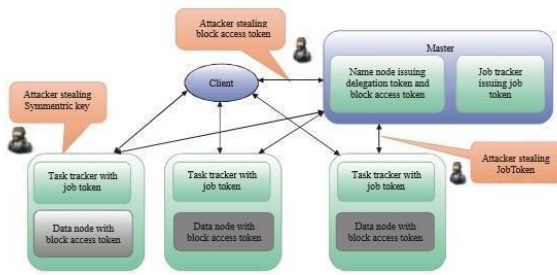 Attacker stealing
block access token
Master
Client
Name node issuing
delegation token and
block access token
Job tracker
issuing job
token
Attacker stealing
Symmentric key
Attacker stealing
JobToken
Task tracker with
job token
Data node with
block access token
Task tracker with
job token
Data node with
block access token
Task tracker with
job token
Data node with
block access token